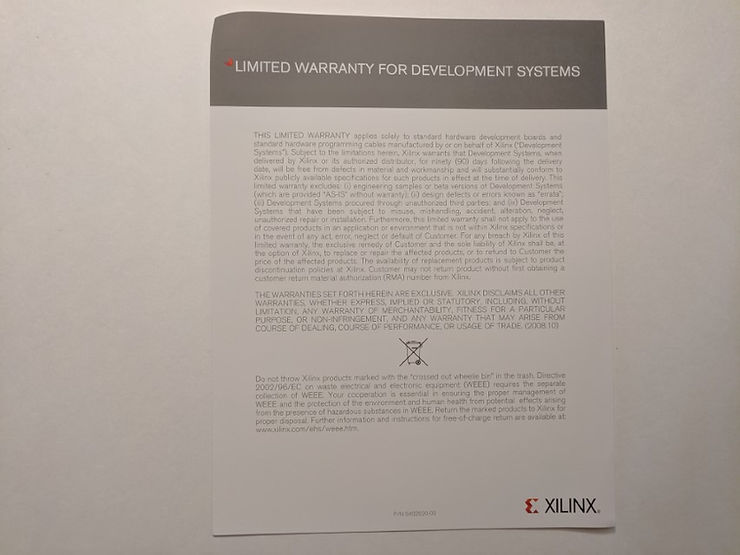 LIMITED WARRANTY FOR DEVELOPMENT SYSTEMS
THIS LIMITED WARRANTY applies solely to standard hardware development boards and
standard hardware programming cables manufactured by or on behalf of Xilinx ("Development
Systems"). Subject to the limitations herein, Xilinx warrants that Development Systems, when
delivered by Xilinx or its authorized distributor, for ninety (90) days following the delivery
date, will be free from defects in material and workmanship and will substantially conform to
Xilinx publicly available specifications for such products in effect at the time of delivery. This
limited warranty excludes: (i) engineering samples or beta versions of Development Systems
(which are provided "AS-IS" without warranty); (ii) design defects or errors known as "errata";
(iii) Development Systems procured through unauthorized third parties; and (iv) Development
Systems that have been subject to misuse, mishandling, accident, alteration, neglect,
unauthorized repair or installation. Furthermore, this limited warranty shall not apply to the use
of covered products in an application or environment that is not within Xilinx specifications or
in the event of any act, error, neglect or default of Customer. For any breach by Xilinx of this
limited warranty, the exclusive remedy of Customer and the sole liability of Xilinx shall be, at
the option of Xilinx, to replace or repair the affected products, or to refund to Customer the
price of the affected products. The availability of replacement products is subject to product
discontinuation policies at Xilinx. Customer may not return product without first obtaining a
customer return material authorization (RMA) number from Xilinx.
THE WARRANTIES SET FORTH HEREIN ARE EXCLUSIVE. XILINX DISCLAIMS ALL OTHER
WARRANTIES, WHETHER EXPRESS, IMPLIED OR STATUTORY, INCLUDING, WITHOUT
LIMITATION, ANY WARRANTY OF MERCHANTABILITY, FITNESS FOR A PARTICULAR
PURPOSE, OR NON-INFRINGEMENT, AND ANY WARRANTY THAT MAY ARISE FROM
COURSE OF DEALING, COURSE OF PERFORMANCE, OR USAGE OF TRADE. (2008.10)
Do not throw Xilinx products marked with the "crossed out wheelie bin" in the trash. Directive
2002/96/EC on waste electrical and electronic equipment (WEEE) requires the separate
collection of WEEE. Your cooperation is essential in ensuring the proper management of
WEEE and the protection of the environment and human health from potential effects arising
from the presence of hazardous substances in WEEE. Return the marked products to Xilinx for
proper disposal. Further information and instructions for free-of-charge return are available at:
www.xilinx.com/ehs/weee.htm.
XILINX